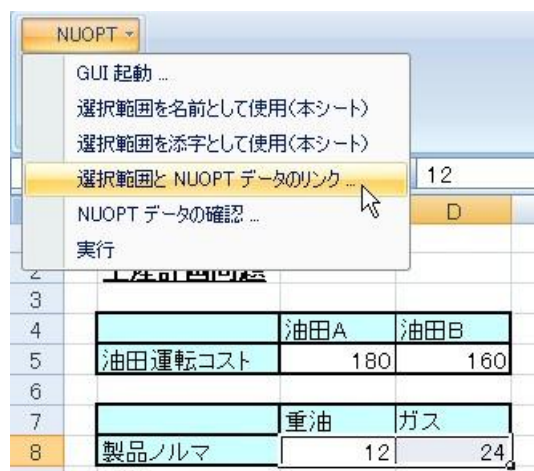 NUOPT
GUI 起動 ...
選択範囲を名前として使用(本シート)
選択範囲を添字として使用(本シート)
選択範囲と NUOPT データのリンク ...
12
NUOPT データの確認 ...
D
実行
2
3
4 油田A 油田B
5 油田運転コスト 180 160
6
7 重油 ガス
8 製品ノルマ 12 24